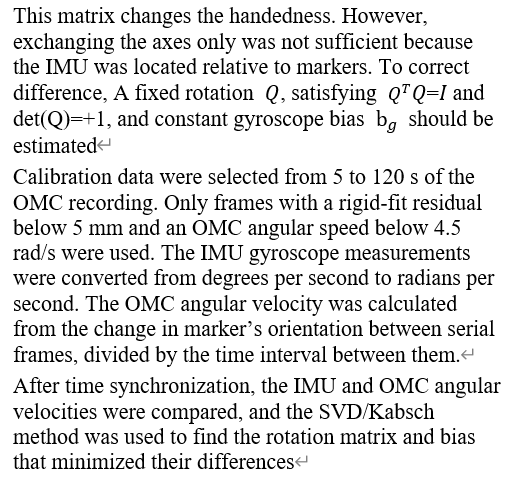 This matrix changes the handedness. However,
exchanging the axes only was not sufficient because
the IMU was located relative to markers. To correct
difference, A fixed rotation Q, satisfying QᵀQ=I and
det(Q)=+1, and constant gyroscope bias b_g should be
estimated↵
Calibration data were selected from 5 to 120 s of the
OMC recording. Only frames with a rigid-fit residual
below 5 mm and an OMC angular speed below 4.5
rad/s were used. The IMU gyroscope measurements
were converted from degrees per second to radians per
second. The OMC angular velocity was calculated
from the change in marker’s orientation between serial
frames, divided by the time interval between them.↵
After time synchronization, the IMU and OMC angular
velocities were compared, and the SVD/Kabsch
method was used to find the rotation matrix and bias
that minimized their differences↵